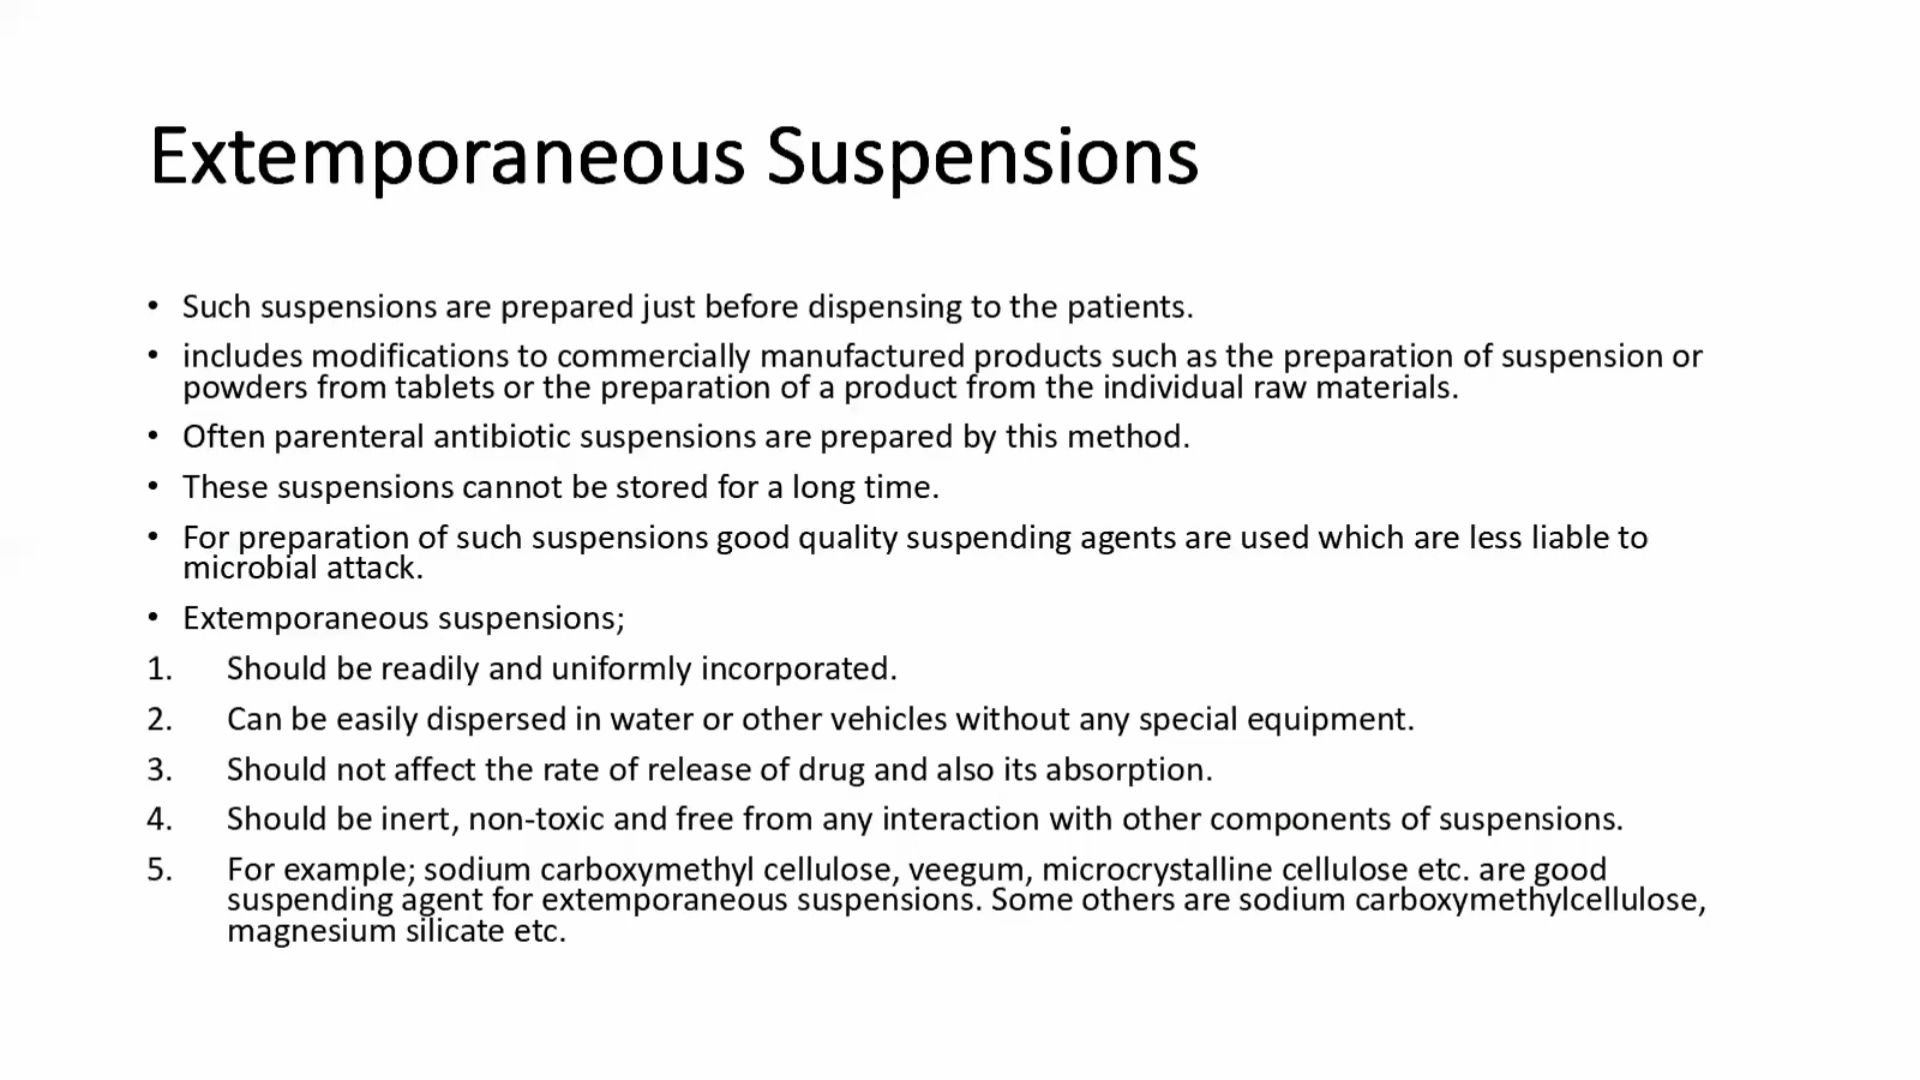 Extemporaneous Suspensions
• Such suspensions are prepared just before dispensing to the patients.
• includes modifications to commercially manufactured products such as the preparation of suspension or
powders from tablets or the preparation of a product from the individual raw materials.
• Often parenteral antibiotic suspensions are prepared by this method.
• These suspensions cannot be stored for a long time.
• For preparation of such suspensions good quality suspending agents are used which are less liable to
microbial attack.
• Extemporaneous suspensions;
1. Should be readily and uniformly incorporated.
2. Can be easily dispersed in water or other vehicles without any special equipment.
3. Should not affect the rate of release of drug and also its absorption.
4. Should be inert, non-toxic and free from any interaction with other components of suspensions.
5. For example; sodium carboxymethyl cellulose, veegum, microcrystalline cellulose etc. are good
suspending agent for extemporaneous suspensions. Some others are sodium carboxymethylcellulose,
magnesium silicate etc.